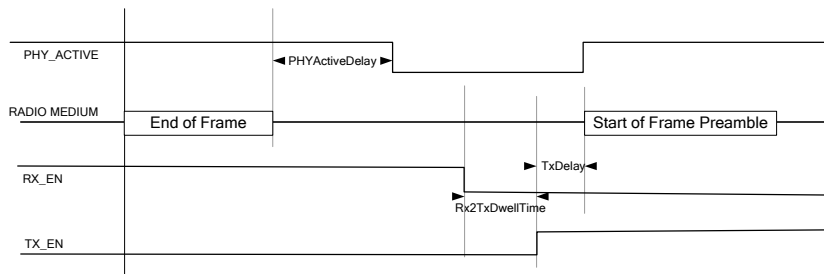 PHY_ACTIVE
PHYActiveDelay
RADIO MEDIUM
End of Frame
Start of Frame Preamble
TxDelay
RX_EN
Rx2TxDwellTime
TX_EN